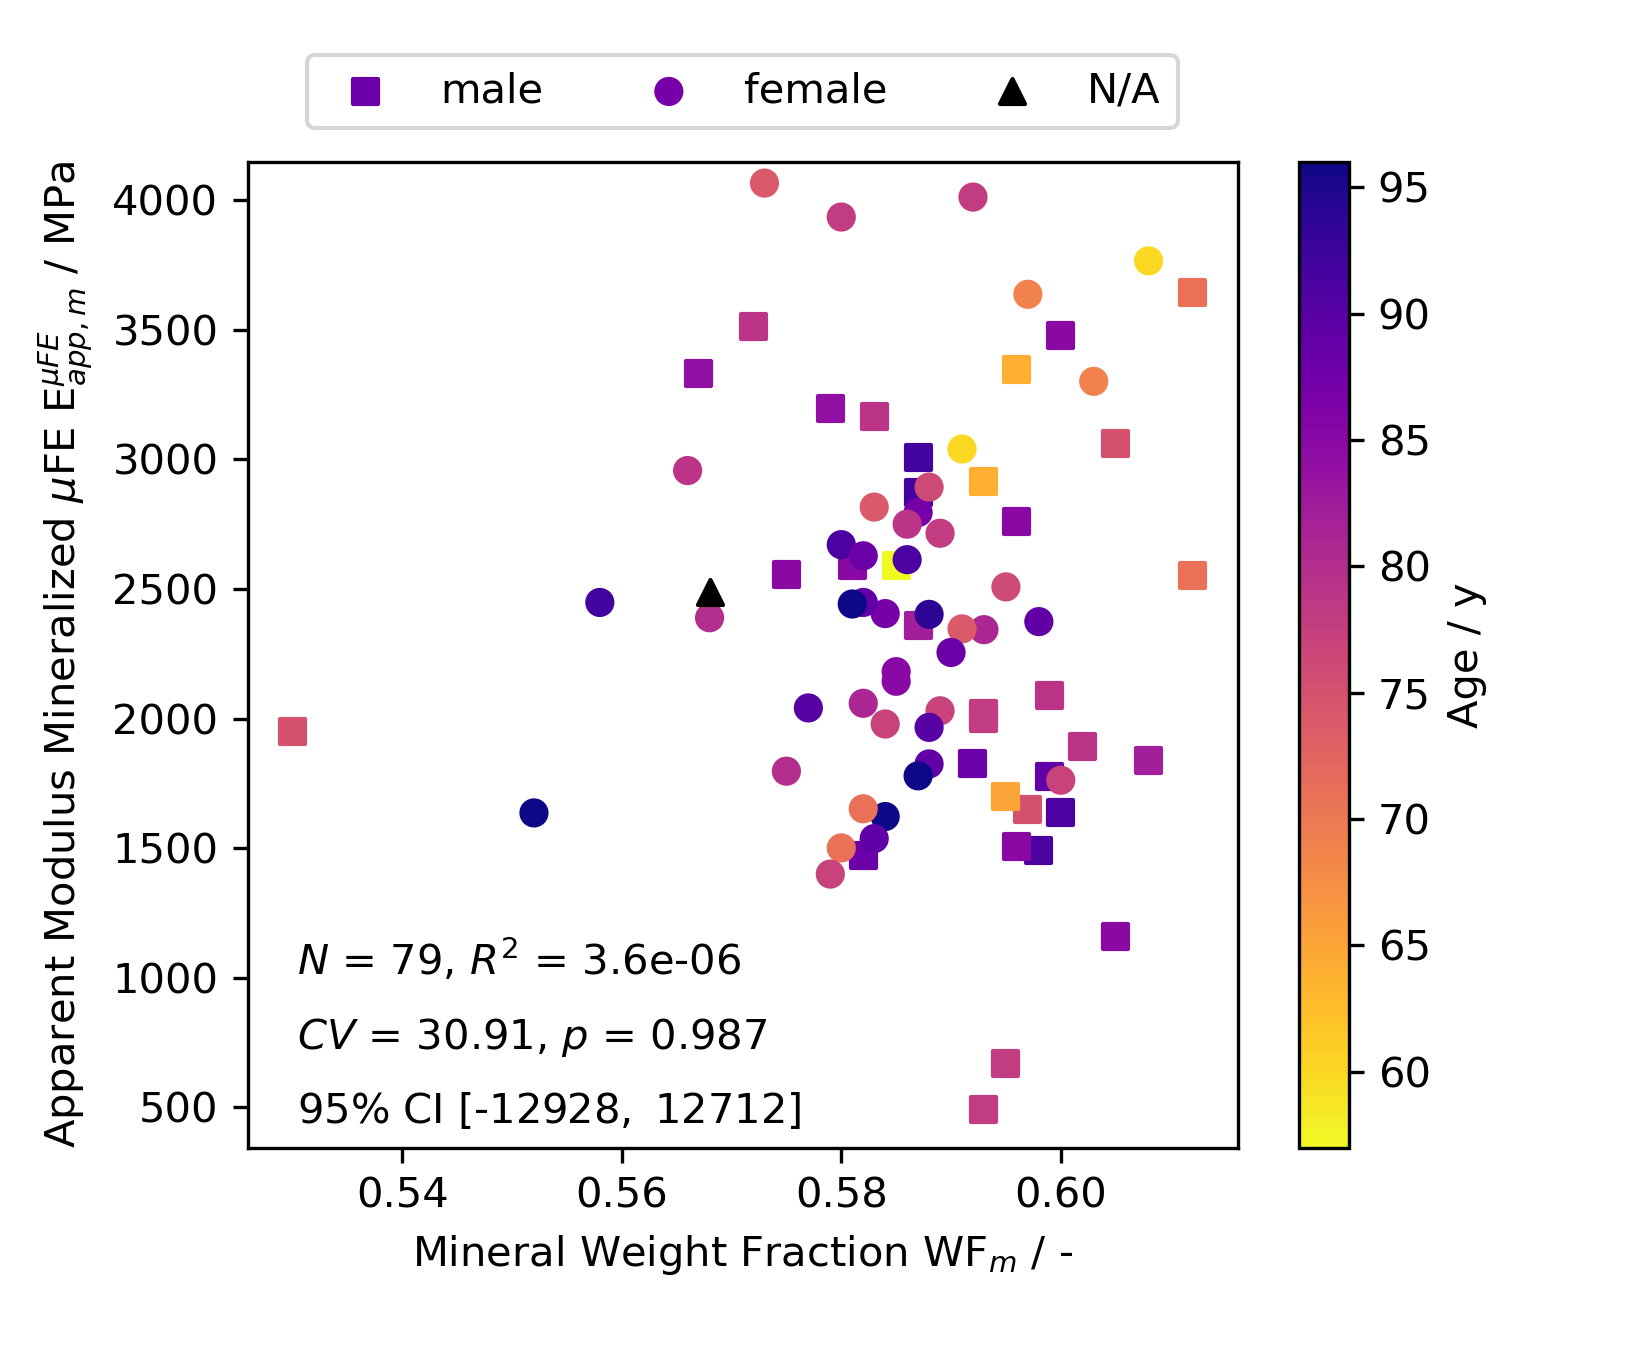 male female N/A
Apparent Modulus Mineralized μFE E^{μFE}_{app,m} / MPa
4000
3500
3000
2500
2000
1500
1000
500
N = 79, R² = 3.6e-06
CV = 30.91, p = 0.987
95% CI [-12928, 12712]
0.54 0.56 0.58 0.60
Mineral Weight Fraction WF_m / -
95
90
85
80
75
70
65
60
Age / y